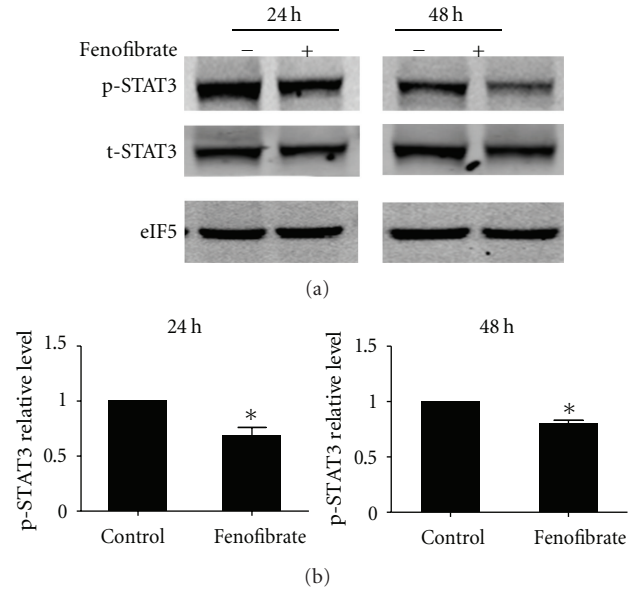 (a)
24 h 48 h
Fenofibrate − + − +
p-STAT3
t-STAT3
eIF5
(a)
24 h
p-STAT3 relative level
1.5
1
0.5
0
*
Control Fenofibrate
48 h
p-STAT3 relative level
1.5
1
0.5
0
*
Control Fenofibrate
(b)
(b)